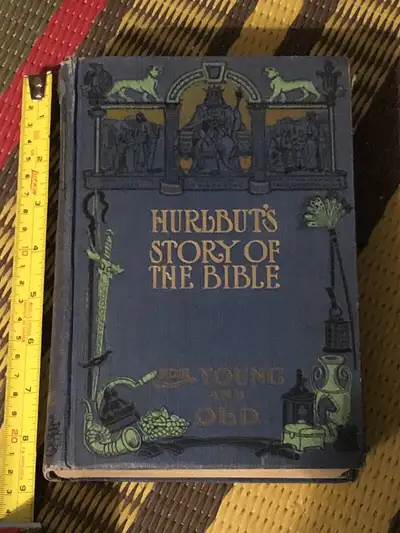 HURLBUT'S
STORY OF
THE BIBLE
FOR YOUNG
AND
OLD